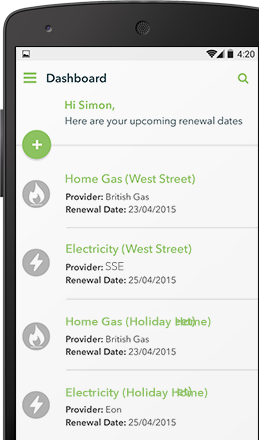 4:20
Dashboard
Hi Simon,
Here are your upcoming renewal dates
Home Gas (West Street)
Provider: British Gas
Renewal Date: 23/04/2015
Electricity (West Street)
Provider: SSE
Renewal Date: 25/04/2015
Home Gas (Holiday Home)
Provider: British Gas
Renewal Date: 23/04/2015
Electricity (Holiday Home)
Provider: Eon
Renewal Date: 25/04/2015